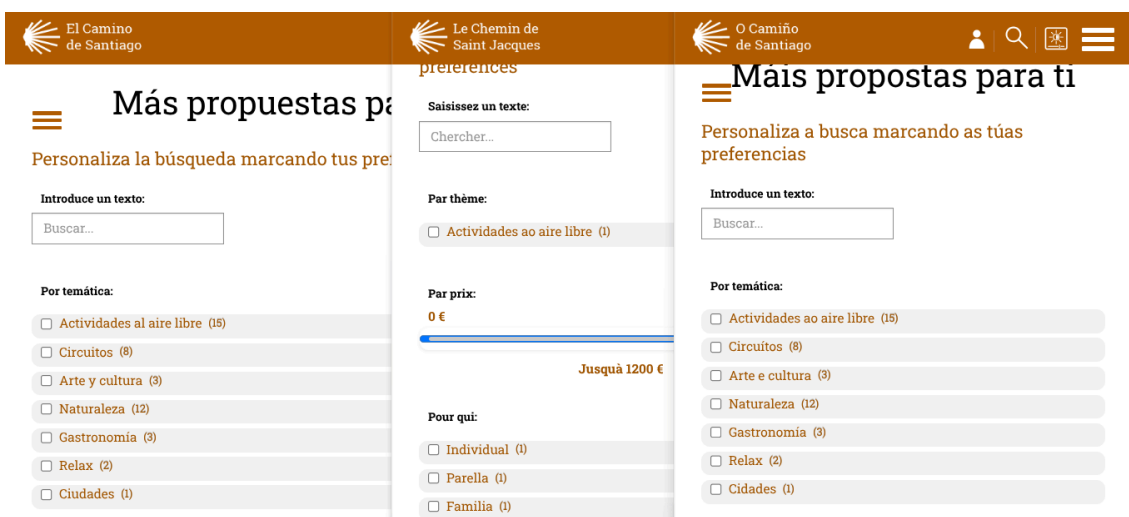 El Camino
de Santiago
Más propuestas pa
Personaliza la búsqueda marcando tus pre
Introduce un texto:
Buscar...
Por temática:
Actividades al aire libre (15)
Circuitos (8)
Arte y cultura (3)
Naturaleza (12)
Gastronomía (3)
Relax (2)
Ciudades (1)
Le Chemin de
Saint Jacques
préférences
Saisissez un texte:
Chercher...
Par thème:
Actividades ao aire libre (1)
Par prix:
0 €
Jusquà 1200 €
Pour qui:
Individual (1)
Parella (1)
Familia (1)
O Camiño
de Santiago
Máis propostas para ti
Personaliza a busca marcando as túas
preferencias
Introduce un texto:
Buscar...
Por temática:
Actividades ao aire libre (15)
Circuítos (8)
Arte e cultura (3)
Naturaleza (12)
Gastronomía (3)
Relax (2)
Cidades (1)